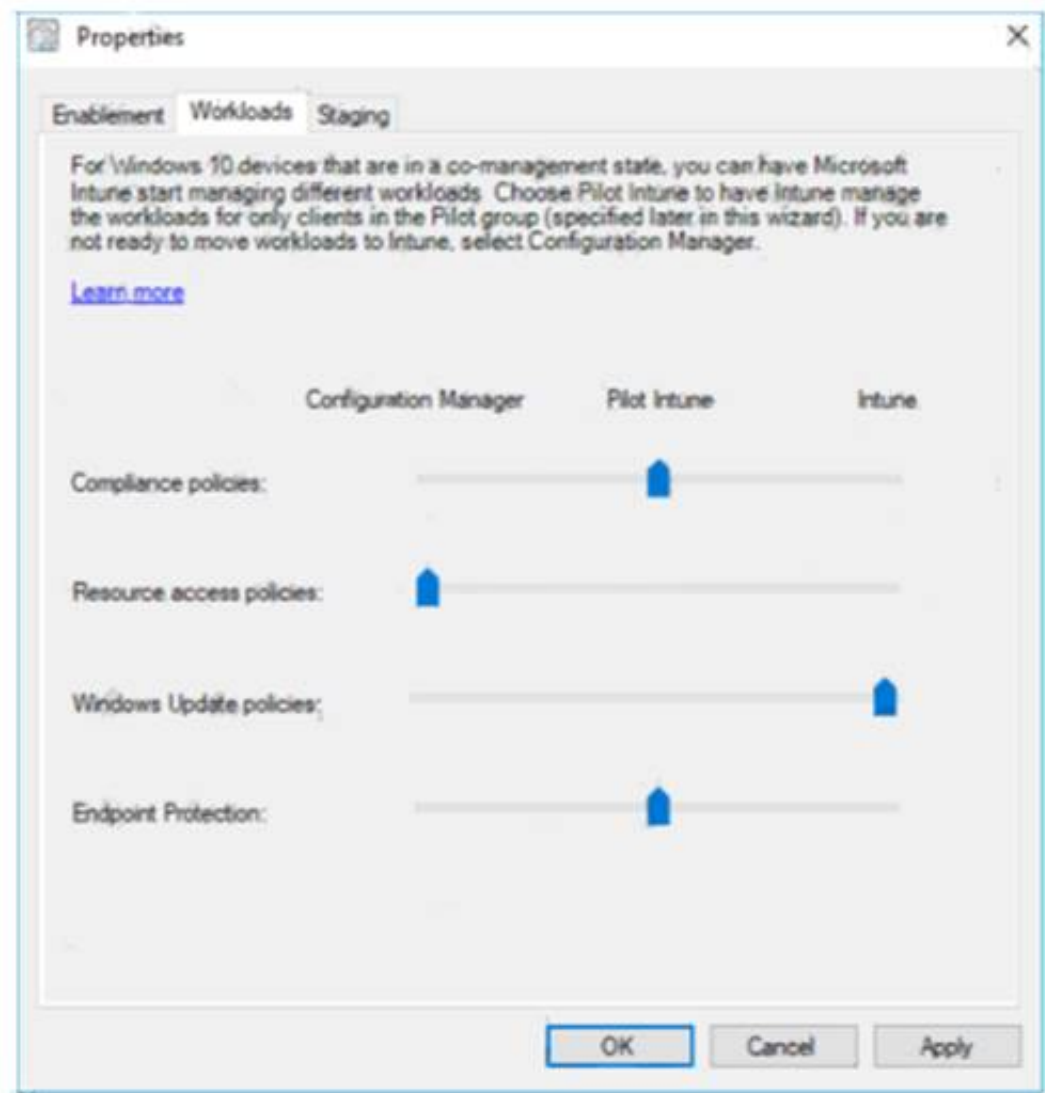 Properties
Enablement Workloads Staging
For Windows 10 devices that are in a co-management state, you can have Microsoft
Intune start managing different workloads. Choose Pilot Intune to have Intune manage
the workloads for only clients in the Pilot group (specified later in this wizard). If you are
not ready to move workloads to Intune, select Configuration Manager.
Learn more
Configuration Manager Pilot Intune Intune
Compliance policies:
Resource access policies:
Windows Update policies:
Endpoint Protection:
OK Cancel Apply